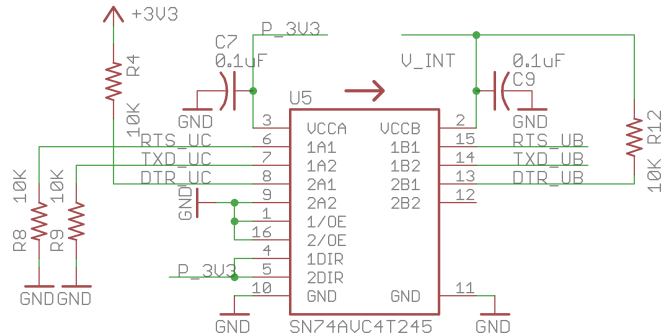 +3V3
P_3V3
C7
0.1uF
V_INT
0.1uF
C9
R4
10K
GND
GND
U5
R12
10K
3 VCCA VCCB 2
RTS_UC 6 1A1 1B1 15 RTS_UB
TXD_UC 7 1A2 1B2 14 TXD_UB
DTR_UC 8 2A1 2B1 13 DTR_UB
GND 9 2A2 2B2 12
1 1/OE
16 2/OE
4 1DIR
P_3V3 5 2DIR
10 GND GND 11
10K
10K
R8
R9
GND
GND
GND
GND
SN74AVC4T245